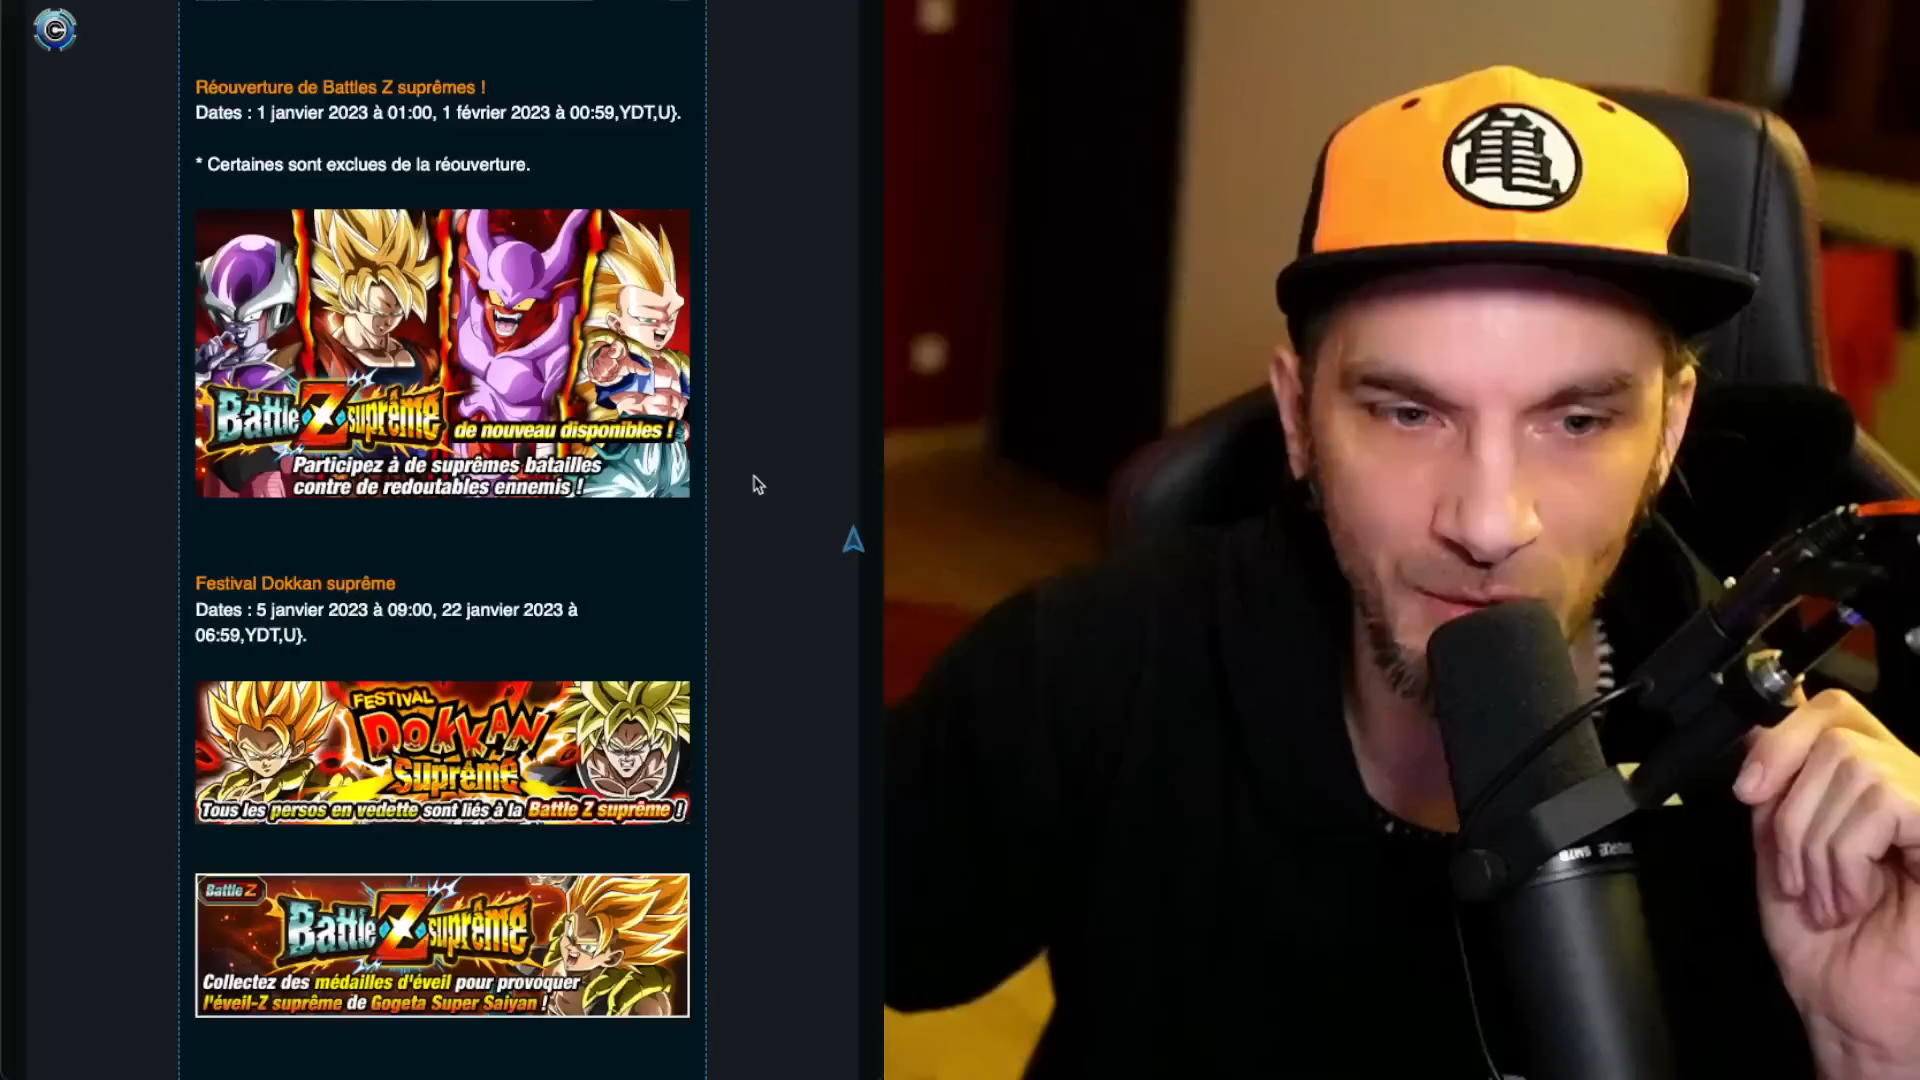 Réouverture de Battles Z suprêmes !
Dates : 1 janvier 2023 à 01:00, 1 février 2023 à 00:59,YDT,U}.
* Certaines sont exclues de la réouverture.
Battle Z suprême
de nouveau disponibles !
Participez à de suprêmes batailles
contre de redoutables ennemis !
Festival Dokkan suprême
Dates : 5 janvier 2023 à 09:00, 22 janvier 2023 à
06:59,YDT,U}.
FESTIVAL
DOKKAN
Suprême
Tous les persos en vedette sont liés à la Battle Z suprême !
Battle Z
Battle Z suprême
Collectez des médailles d'éveil pour provoquer
l'éveil-Z suprême de Gogeta Super Saiyan !
亀
SM7B